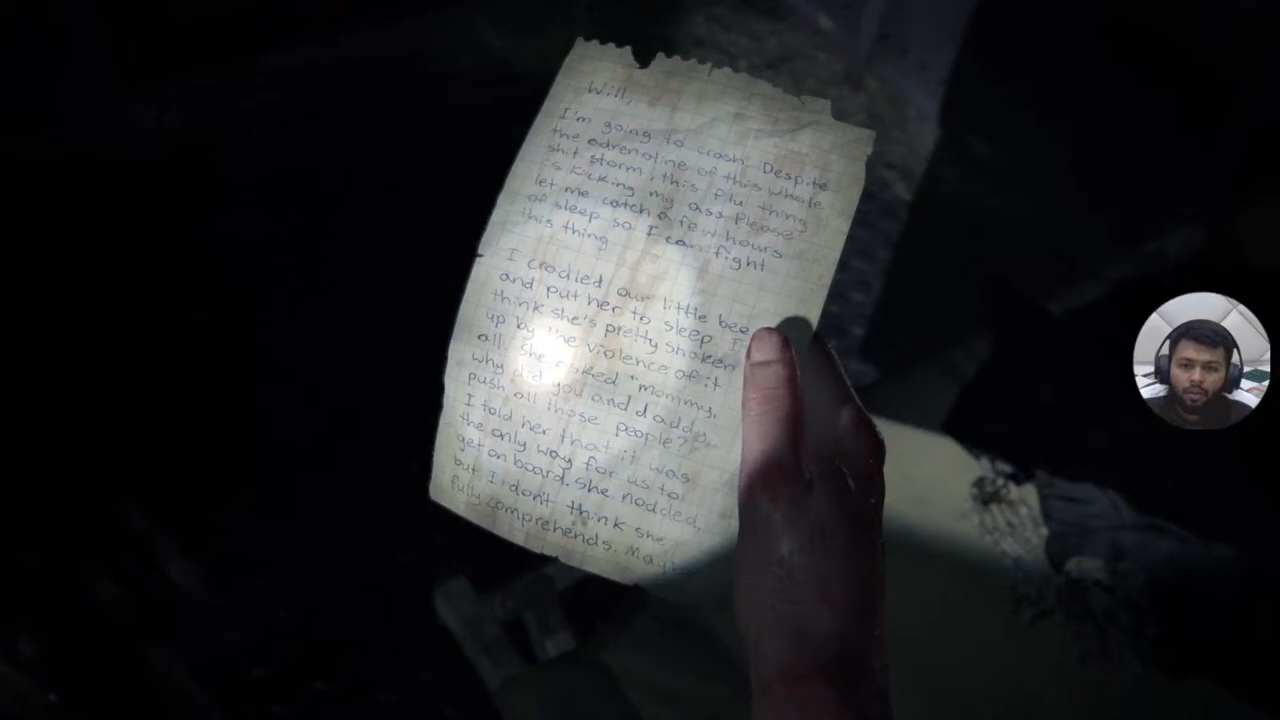 Will,
I'm going to crash. Despite
the adrenaline of this whole
shit storm, this flu thing
is kicking my ass. Please
let me catch a few hours
of sleep so I can fight
this thing
I cradled our little bee
and put her to sleep. I
think she's pretty shaken
up by the violence of it
all. She asked "mommy,
why did you and daddy
push all those people?
I told her that it was
the only way for us to
get on board. She nodded,
but I don't think she
fully comprehends.